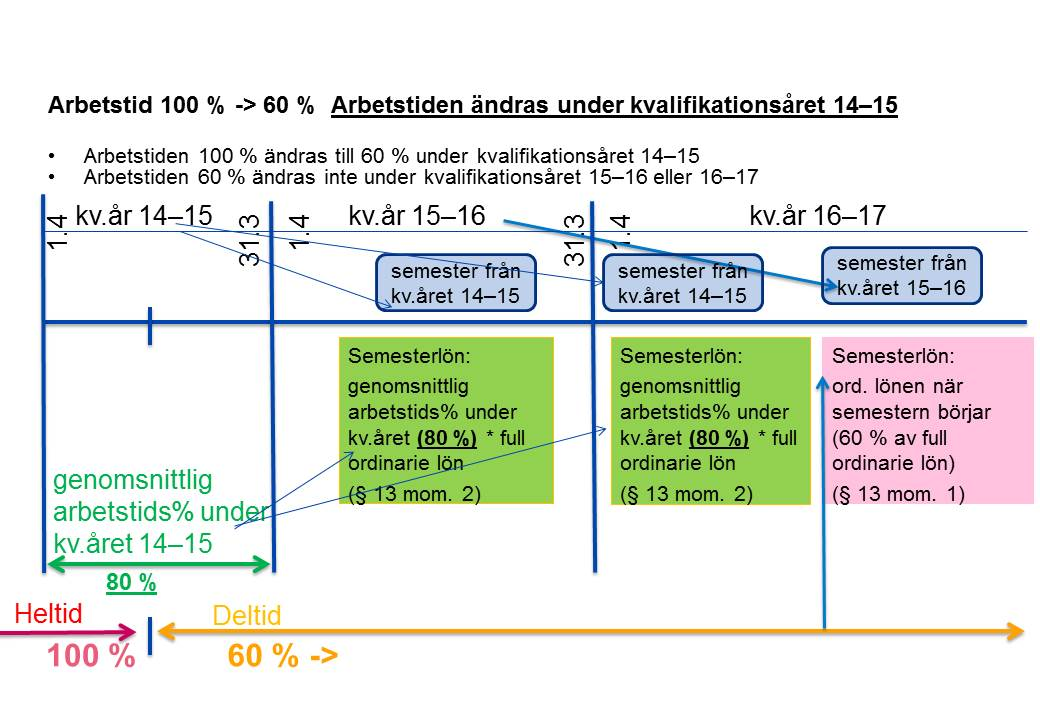 Arbetstid 100 % -> 60 % Arbetstiden ändras under kvalifikationsåret 14–15
• Arbetstiden 100 % ändras till 60 % under kvalifikationsåret 14–15
• Arbetstiden 60 % ändras inte under kvalifikationsåret 15–16 eller 16–17
1.4
kv.år 14–15
31.3
1.4
kv.år 15–16
31.3
1.4
kv.år 16–17
semester från
kv.året 14–15
semester från
kv.året 14–15
semester från
kv.året 15–16
Semesterlön:
genomsnittlig
arbetstids% under
kv.året (80 %) * full
ordinarie lön
(§ 13 mom. 2)
Semesterlön:
genomsnittlig
arbetstids% under
kv.året (80 %) * full
ordinarie lön
(§ 13 mom. 2)
Semesterlön:
ord. lönen när
semestern börjar
(60 % av full
ordinarie lön)
(§ 13 mom. 1)
genomsnittlig
arbetstids% under
kv.året 14–15
80 %
Heltid
Deltid
100 %
60 % ->